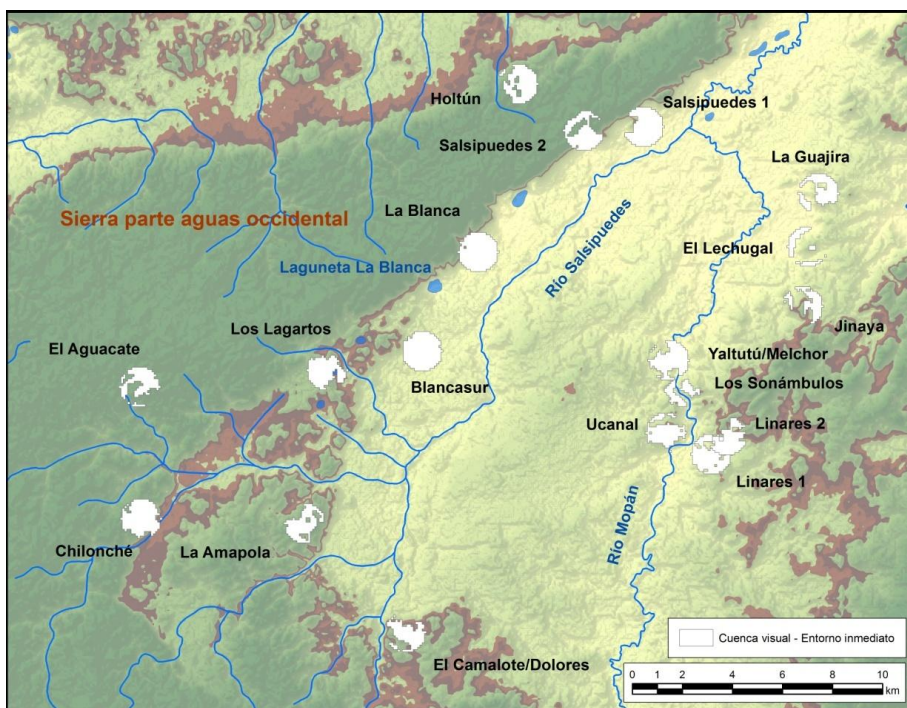 Holtún
Salsipuedes 1
Salsipuedes 2
La Guajira
La Blanca
Sierra parte aguas occidental
Río Salsipuedes
El Lechugal
Laguneta La Blanca
Los Lagartos
Jinaya
El Aguacate
Yaltutú/Melchor
Blancasur
Los Sonámbulos
Ucanal
Linares 2
Linares 1
Río Mopán
Chilonché
La Amapola
Cuenca visual - Entorno inmediato
El Camalote/Dolores
0 1 2 4 6 8 10
km